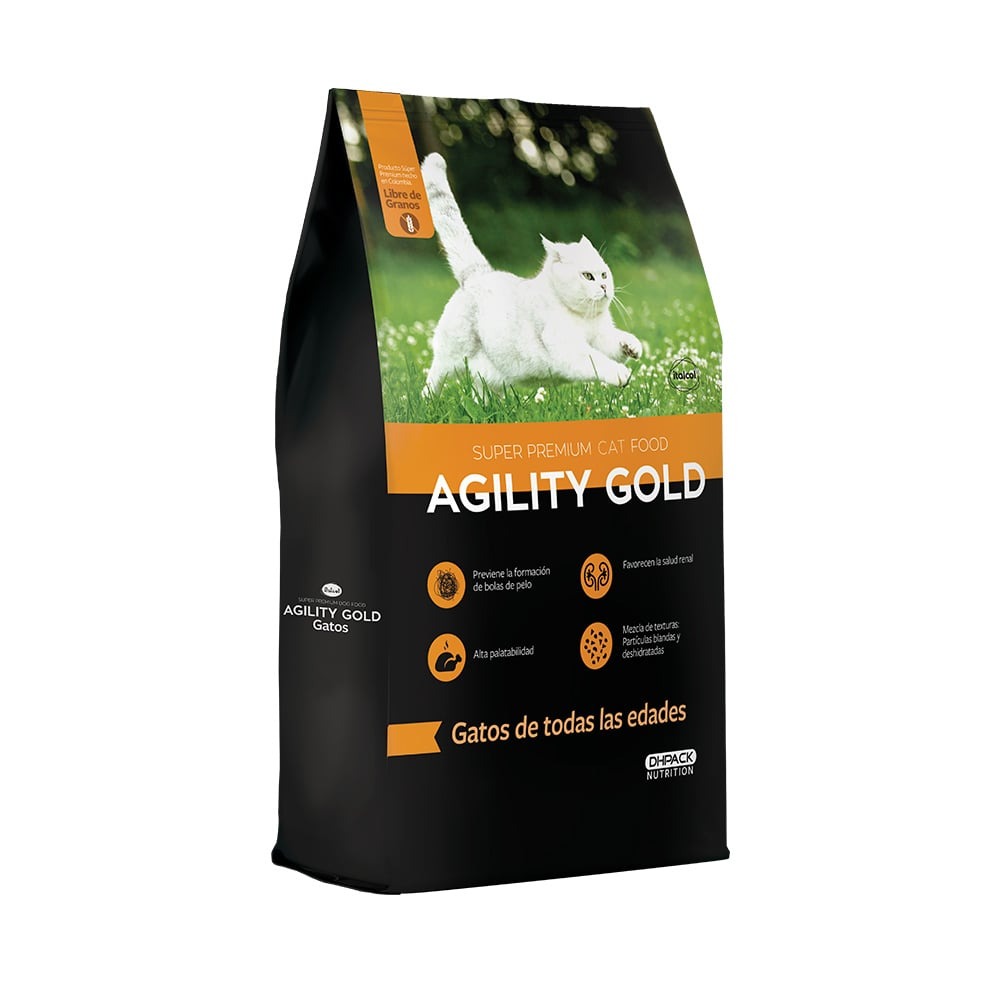 Producto Súper
Premium hecho
en Colombia
Libre de
Granos
italcol
SUPER PREMIUM CAT FOOD
AGILITY GOLD
Previene la formación
de bolas de pelo
Favorecen la salud renal
Alta palatabilidad
Mezcla de texturas:
Partículas blandas y
deshidratadas
Gatos de todas las edades
DHPACK
NUTRITION
italcol
SUPER PREMIUM DOG FOOD
AGILITY GOLD
Gatos